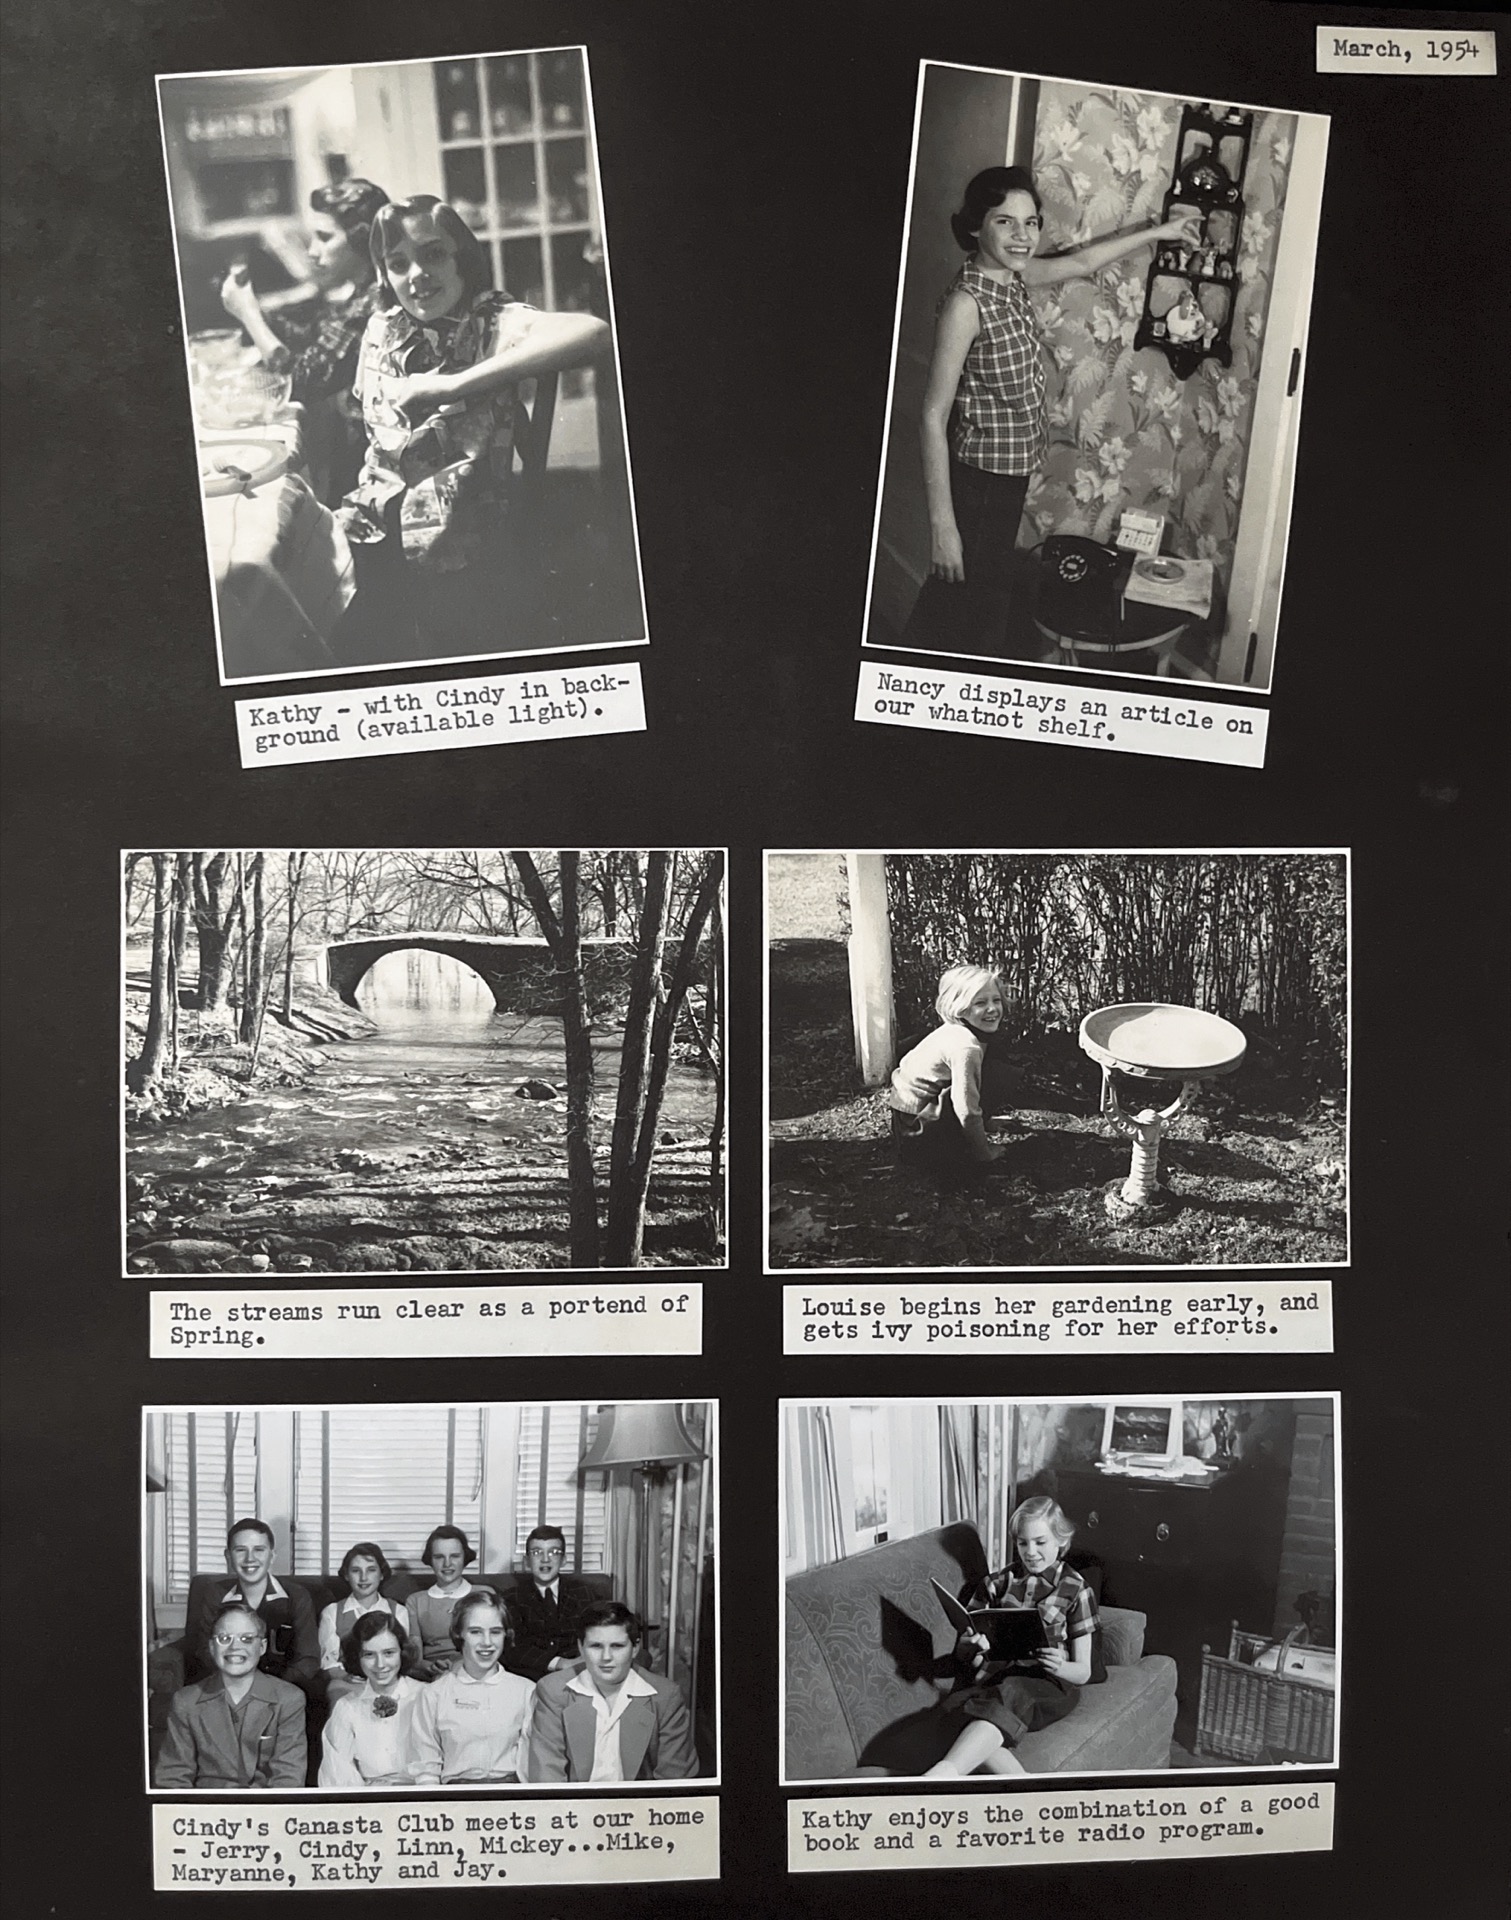 March, 1954
Kathy - with Cindy in back-
ground (available light).
Nancy displays an article on
our whatnot shelf.
The streams run clear as a portend of
Spring.
Louise begins her gardening early, and
gets ivy poisoning for her efforts.
Cindy's Canasta Club meets at our home
- Jerry, Cindy, Linn, Mickey...Mike,
Maryanne, Kathy and Jay.
Kathy enjoys the combination of a good
book and a favorite radio program.